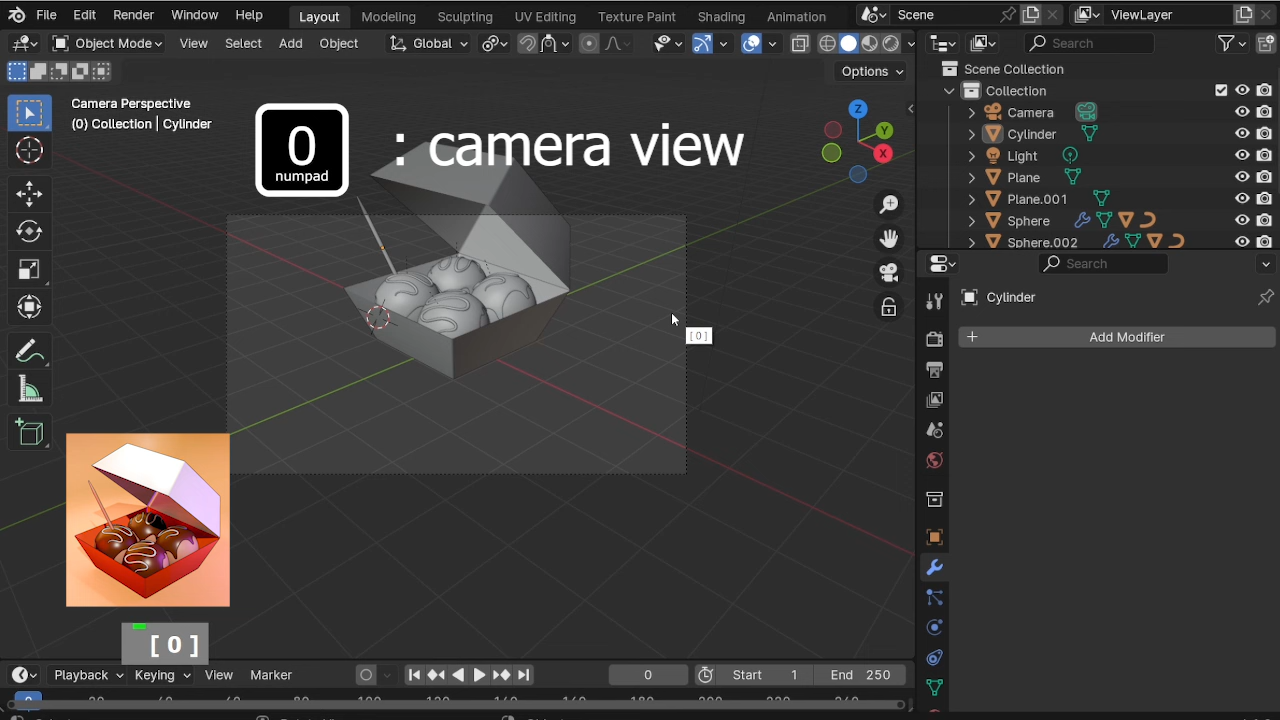 File Edit Render Window Help Layout Modeling Sculpting UV Editing Texture Paint Shading Animation Scene ViewLayer
Object Mode View Select Add Object Global Search
Options
Camera Perspective
(0) Collection | Cylinder
0
numpad
: camera view
Z
Y
X
[0]
[ 0 ]
Scene Collection
Collection
Camera
Cylinder
Light
Plane
Plane.001
Sphere
Sphere.002
Search
Cylinder
+ Add Modifier
Playback Keying View Marker 0 Start 1 End 250